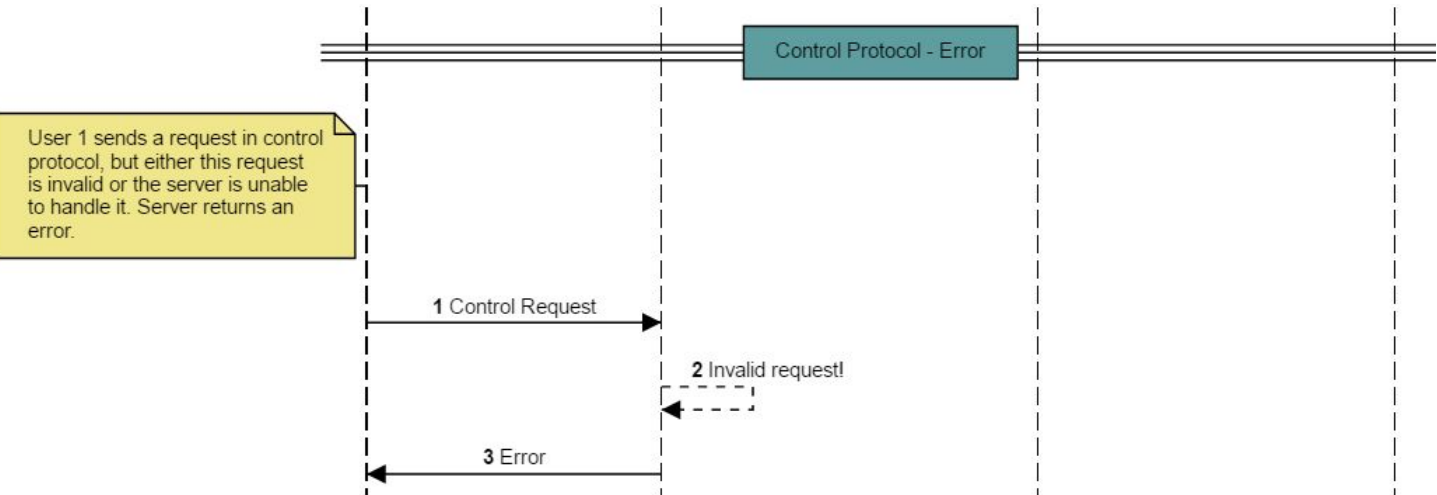 Control Protocol - Error
User 1 sends a request in control
protocol, but either this request
is invalid or the server is unable
to handle it. Server returns an
error.
1 Control Request
2 Invalid request!
3 Error